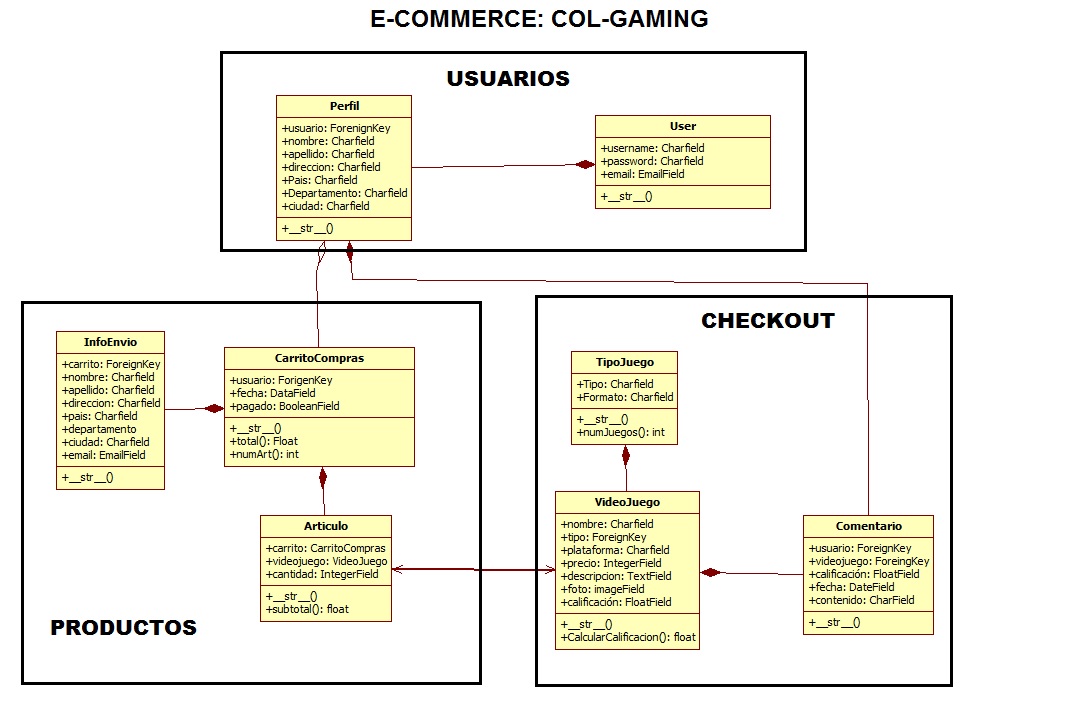 E-COMMERCE: COL-GAMING
USUARIOS
Perfil
+usuario: ForenignKey
+nombre: Charfield
+apellido: Charfield
+direccion: Charfield
+Pais: Charfield
+Departamento: Charfield
+ciudad: Charfield
+__str__()
User
+username: Charfield
+password: Charfield
+email: EmailField
+__str__()
InfoEnvio
+carrito: ForeignKey
+nombre: Charfield
+apellido: Charfield
+direccion: Charfield
+pais: Charfield
+departamento
+ciudad: Charfield
+email: EmailField
+__str__()
CarritoCompras
+usuario: ForigenKey
+fecha: DataField
+pagado: BooleanField
+__str__()
+total(): Float
+numArt(): int
Articulo
+carrito: CarritoCompras
+videojuego: VideoJuego
+cantidad: IntegerField
+__str__()
+subtotal(): float
PRODUCTOS
CHECKOUT
TipoJuego
+Tipo: Charfield
+Formato: Charfield
+__str__()
+numJuegos(): int
VideoJuego
+nombre: Charfield
+tipo: ForeignKey
+plataforma: Charfield
+precio: IntegerField
+descripcion: TextField
+foto: imageField
+calificación: FloatField
+__str__()
+CalcularCalificacion(): float
Comentario
+usuario: ForeignKey
+videojuego: ForeingKey
+calificación: FloatField
+fecha: DateField
+contenido: CharField
+__str__()